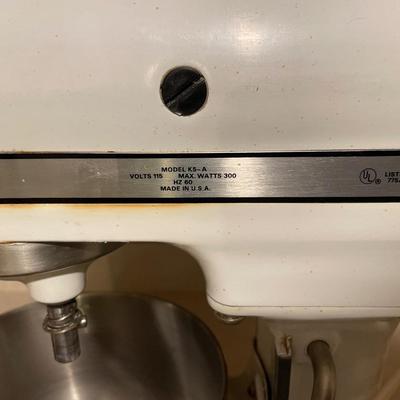 MODEL K5-A
VOLTS 115 MAX. WATTS 300
HZ 60
MADE IN U.S.A.
UL